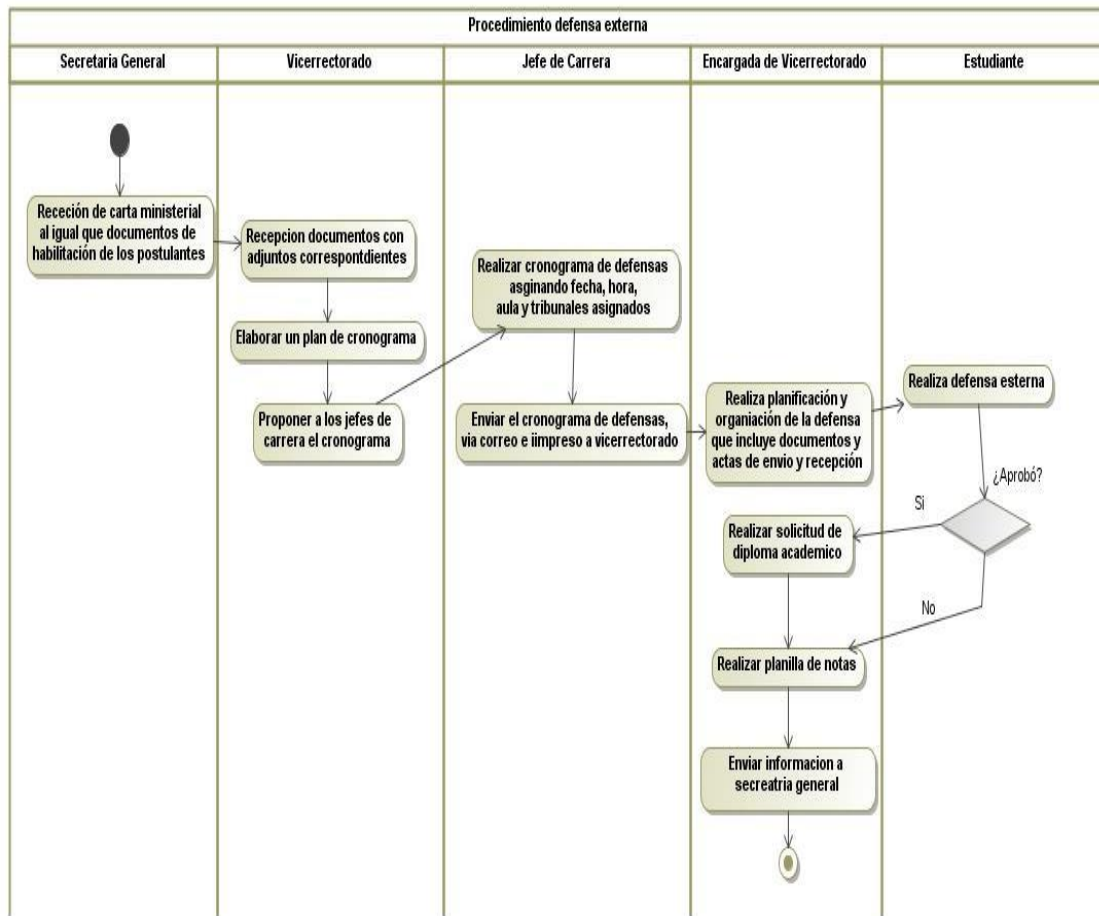 Procedimiento defensa externa
Secretaria General
Vicerrectorado
Jefe de Carrera
Encargada de Vicerrectorado
Estudiante
Receción de carta ministerial
al igual que documentos de
habilitación de los postulantes
Recepcion documentos con
adjuntos correspontdientes
Elaborar un plan de cronograma
Proponer a los jefes de
carrera el cronograma
Realizar cronograma de defensas
asginando fecha, hora,
aula y tribunales asignados
Enviar el cronograma de defensas,
via correo e iimpreso a vicerrectorado
Realiza planificación y
organiación de la defensa
que incluye documentos y
actas de envio y recepción
Realiza defensa esterna
¿Aprobó?
Si
Realizar solicitud de
diploma academico
No
Realizar planilla de notas
Enviar informacion a
secreatria general